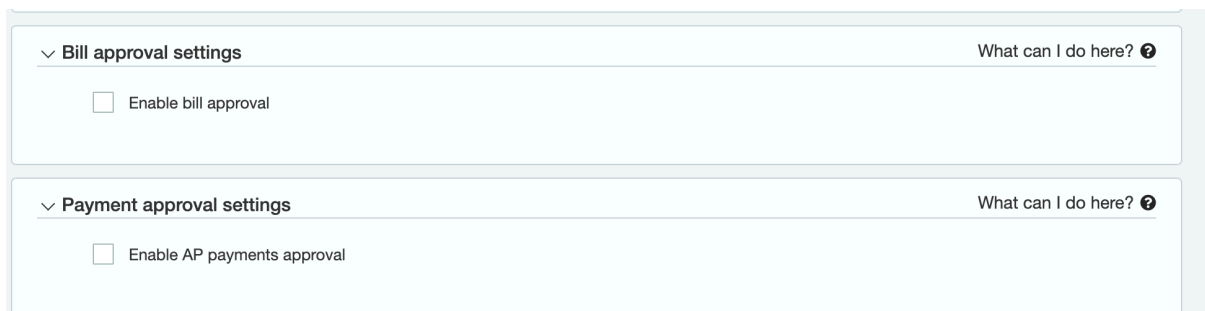 Bill approval settings
What can I do here?
Enable bill approval
Payment approval settings
What can I do here?
Enable AP payments approval